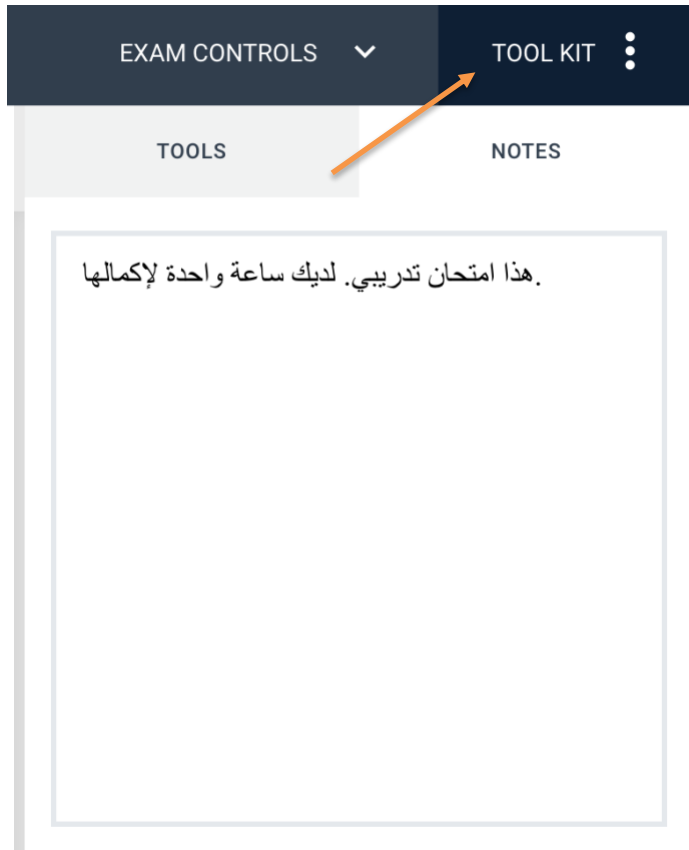 EXAM CONTROLS TOOL KIT
TOOLS NOTES
هذا امتحان تدريبي. لديك ساعة واحدة لإكمالها.